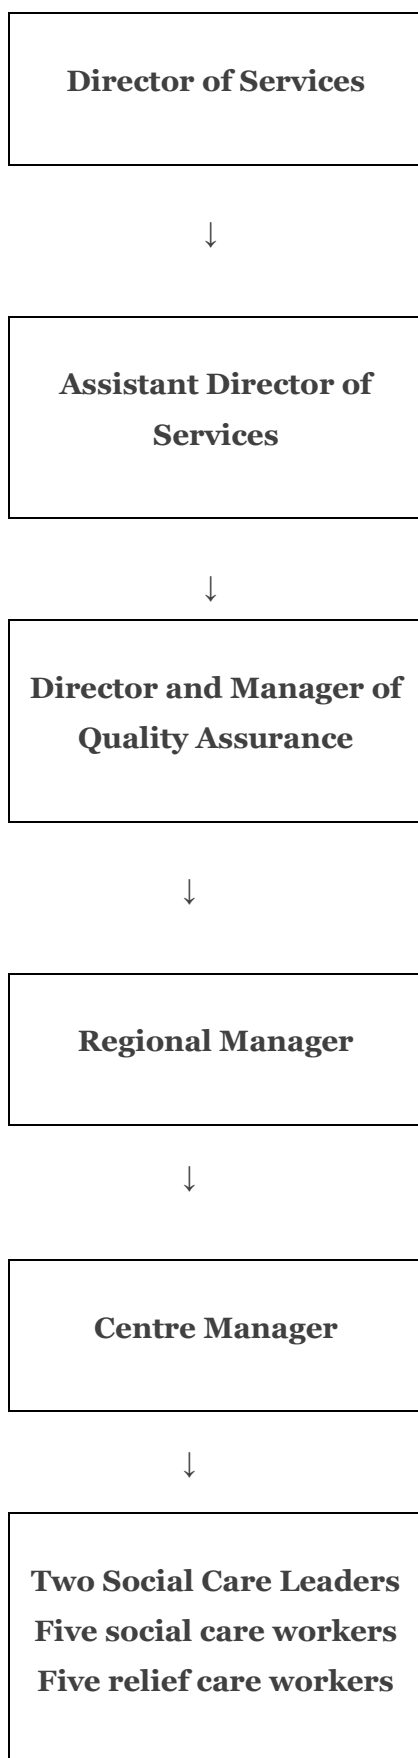 Director of Services
↓
Assistant Director of
Services
↓
Director and Manager of
Quality Assurance
↓
Regional Manager
↓
Centre Manager
↓
Two Social Care Leaders
Five social care workers
Five relief care workers